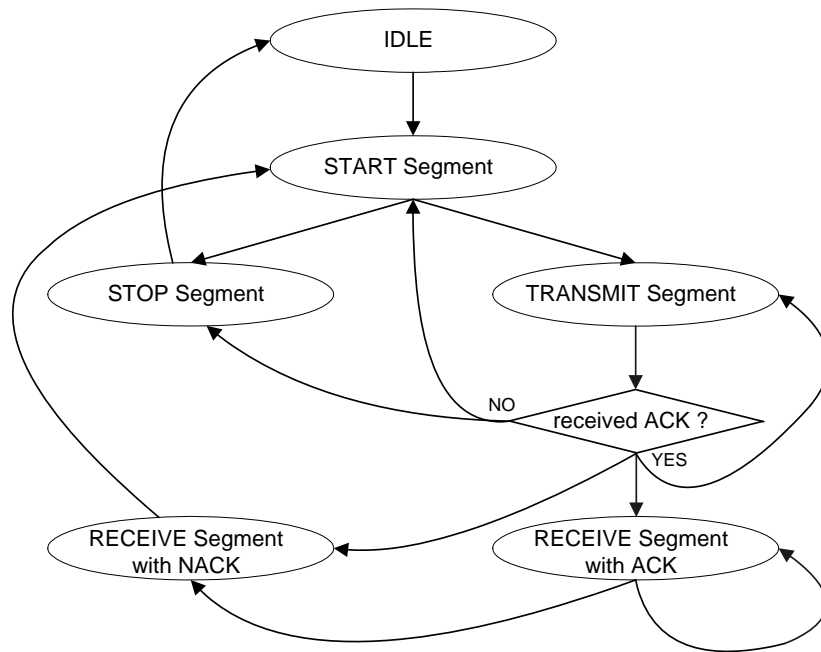 IDLE
START Segment
STOP Segment
TRANSMIT Segment
NO
received ACK ?
YES
RECEIVE Segment
with NACK
RECEIVE Segment
with ACK